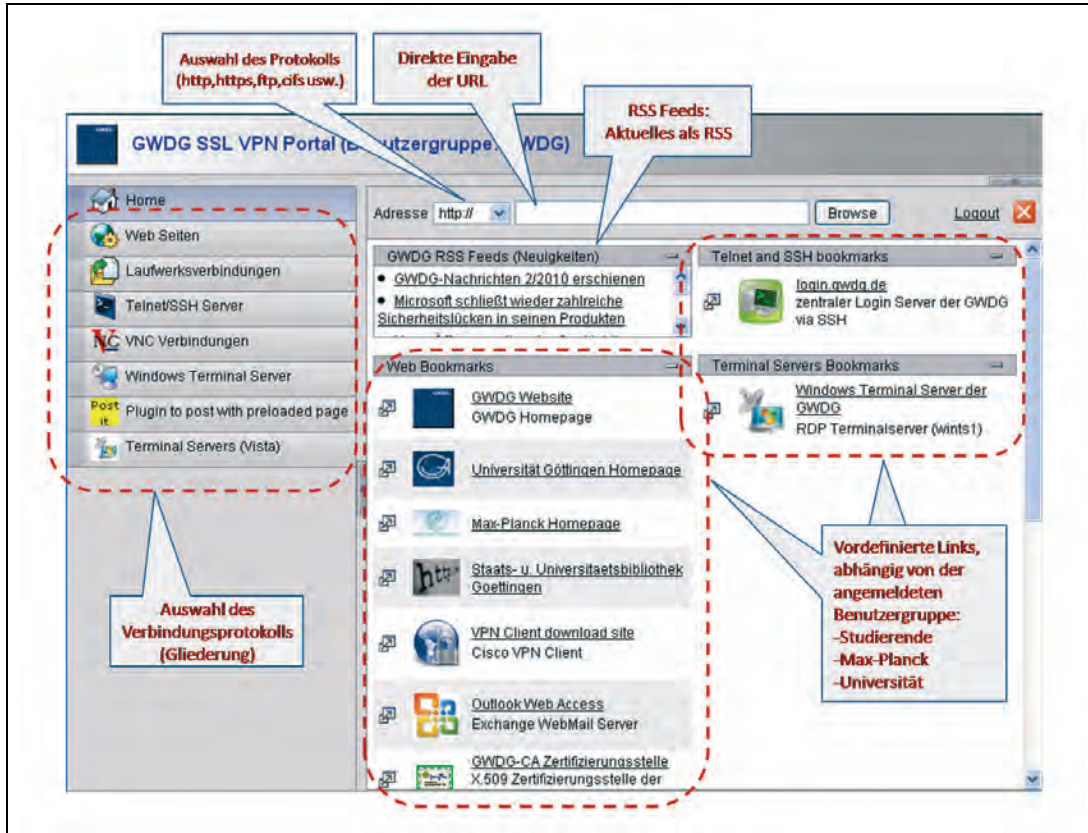 Auswahl des Protokolls
(http,https,ftp,cifs usw.)
Direkte Eingabe
der URL
RSS Feeds:
Aktuelles als RSS
GWDG SSL VPN Portal (B
utzergruppe:
WDG)
Home
Web Seiten
Laufwerksverbindungen
Telnet/SSH Server
VNC Verbindungen
Windows Terminal Server
Post
it
Plugin to post with preloaded page
Terminal Servers (Vista)
Auswahl des
Verbindungsprotokolls
(Gliederung)
Adresse http:// Browse Logout
GWDG RSS Feeds (Neuigkeiten)
• GWDG-Nachrichten 2/2010 erschienen
• Microsoft schließt wieder zahlreiche
Sicherheitslücken in seinen Produkten
Web Bookmarks
GWDG Website
GWDG Homepage
Universität Göttingen Homepage
Max-Planck Homepage
http
Staats- u. Universitaetsbibliothek
Goettingen
VPN Client download site
Cisco VPN Client
Outlook Web Access
Exchange WebMail Server
GWDG-CA Zertifizierungsstelle
X.509 Zertifizierungsstelle der
Telnet and SSH bookmarks
login.gwdg.de
zentraler Login Server der GWDG
via SSH
Terminal Servers Bookmarks
Windows Terminal Server der
GWDG
RDP Terminalserver (wints1)
Vordefinierte Links,
abhängig von der
angemeldeten
Benutzergruppe:
-Studierende
-Max-Planck
-Universität